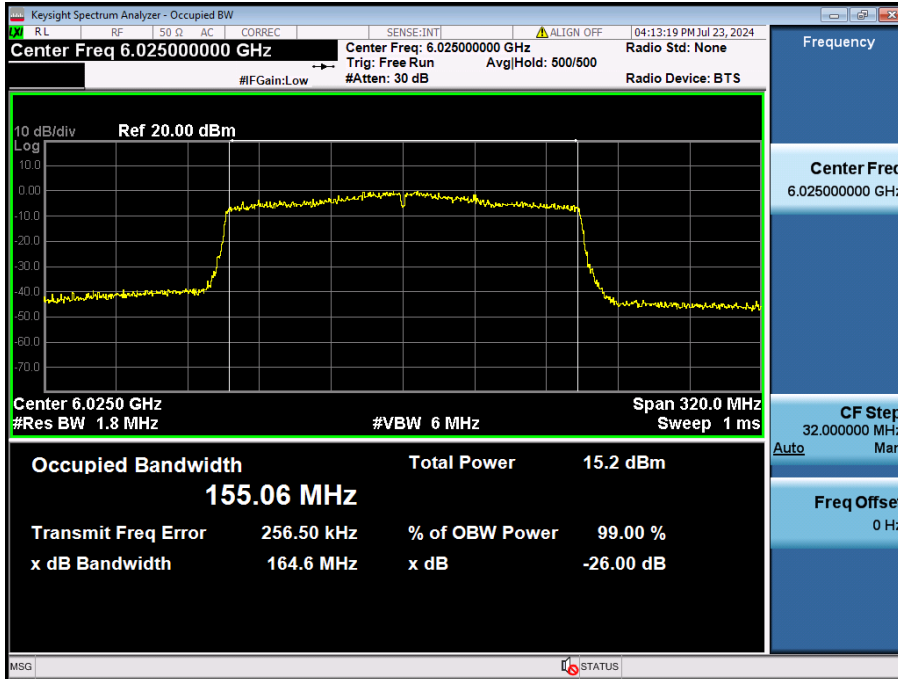 Keysight Spectrum Analyzer - Occupied BW
LXI RL RF 50 Ω AC CORREC SENSE:INT ALIGN OFF 04:13:19 PM Jul 23, 2024
Center Freq 6.025000000 GHz
Center Freq: 6.025000000 GHz
Radio Std: None
Trig: Free Run
Avg|Hold: 500/500
#IFGain:Low
#Atten: 30 dB
Radio Device: BTS
10 dB/div
Ref 20.00 dBm
Log
10.0
0.00
-10.0
-20.0
-30.0
-40.0
-50.0
-60.0
-70.0
Center 6.0250 GHz
Span 320.0 MHz
#Res BW 1.8 MHz
#VBW 6 MHz
Sweep 1 ms
Occupied Bandwidth
155.06 MHz
Total Power 15.2 dBm
Transmit Freq Error 256.50 kHz
% of OBW Power 99.00 %
x dB Bandwidth 164.6 MHz
x dB -26.00 dB
Frequency
Center Freq
6.025000000 GHz
CF Step
32.000000 MHz
Auto Man
Freq Offset
0 Hz
MSG
STATUS